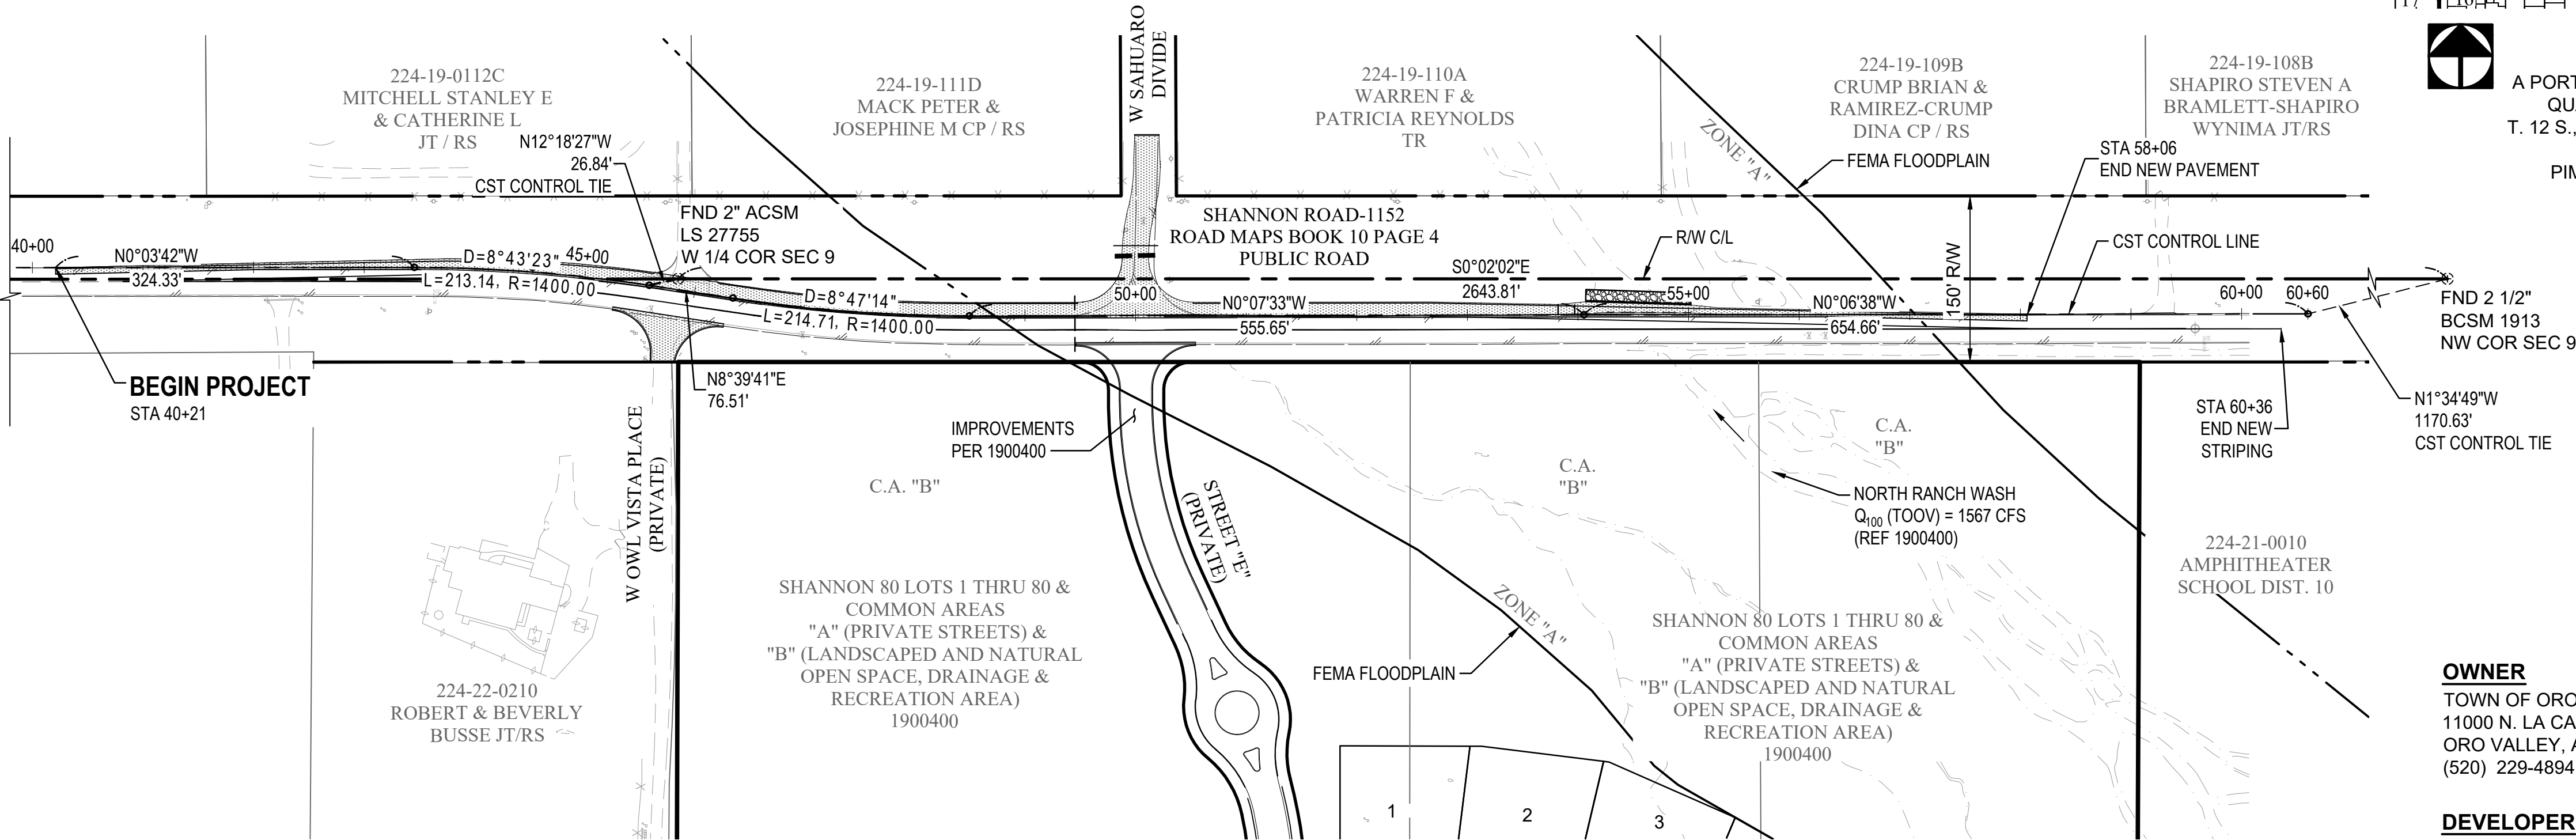 224-19-0112C
MITCHELL STANLEY E
& CATHERINE L
JT / RS
224-19-111D
MACK PETER &
JOSEPHINE M CP / RS
W SAHUARO
DIVIDE
224-19-110A
WARREN F &
PATRICIA REYNOLDS
TR
224-19-109B
CRUMP BRIAN &
RAMIREZ-CRUMP
DINA CP / RS
224-19-108B
SHAPIRO STEVEN A
BRAMLETT-SHAPIRO
WYNIMA JT/RS
A PORT
QU
T. 12 S.,
PIM
N12°18'27"W
26.84'
CST CONTROL TIE
FND 2" ACSM
LS 27755
W 1/4 COR SEC 9
ZONE "A"
FEMA FLOODPLAIN
STA 58+06
END NEW PAVEMENT
SHANNON ROAD-1152
ROAD MAPS BOOK 10 PAGE 4
PUBLIC ROAD
R/W C/L
150' R/W
CST CONTROL LINE
40+00
N0°03'42"W
324.33'
D=8°43'23"
45+00
L=213.14, R=1400.00
D=8°47'14"
L=214.71, R=1400.00
50+00
N0°07'33"W
555.65'
S0°02'02"E
2643.81'
55+00
N0°06'38"W
654.66'
60+00
60+60
FND 2 1/2"
BCSM 1913
NW COR SEC 9
BEGIN PROJECT
STA 40+21
N8°39'41"E
76.51'
IMPROVEMENTS
PER 1900400
STA 60+36
END NEW
STRIPING
N1°34'49"W
1170.63'
CST CONTROL TIE
W OWL VISTA PLACE
(PRIVATE)
C.A. "B"
STREET "E"
(PRIVATE)
C.A.
"B"
C.A.
"B"
NORTH RANCH WASH
Q100 (TOOV) = 1567 CFS
(REF 1900400)
224-21-0010
AMPHITHEATER
SCHOOL DIST. 10
SHANNON 80 LOTS 1 THRU 80 &
COMMON AREAS
"A" (PRIVATE STREETS) &
"B" (LANDSCAPED AND NATURAL
OPEN SPACE, DRAINAGE &
RECREATION AREA)
1900400
ZONE "A"
FEMA FLOODPLAIN
SHANNON 80 LOTS 1 THRU 80 &
COMMON AREAS
"A" (PRIVATE STREETS) &
"B" (LANDSCAPED AND NATURAL
OPEN SPACE, DRAINAGE &
RECREATION AREA)
1900400
224-22-0210
ROBERT & BEVERLY
BUSSE JT/RS
1
2
3
OWNER
TOWN OF ORO
11000 N. LA CA
ORO VALLEY, A
(520) 229-4894
DEVELOPER